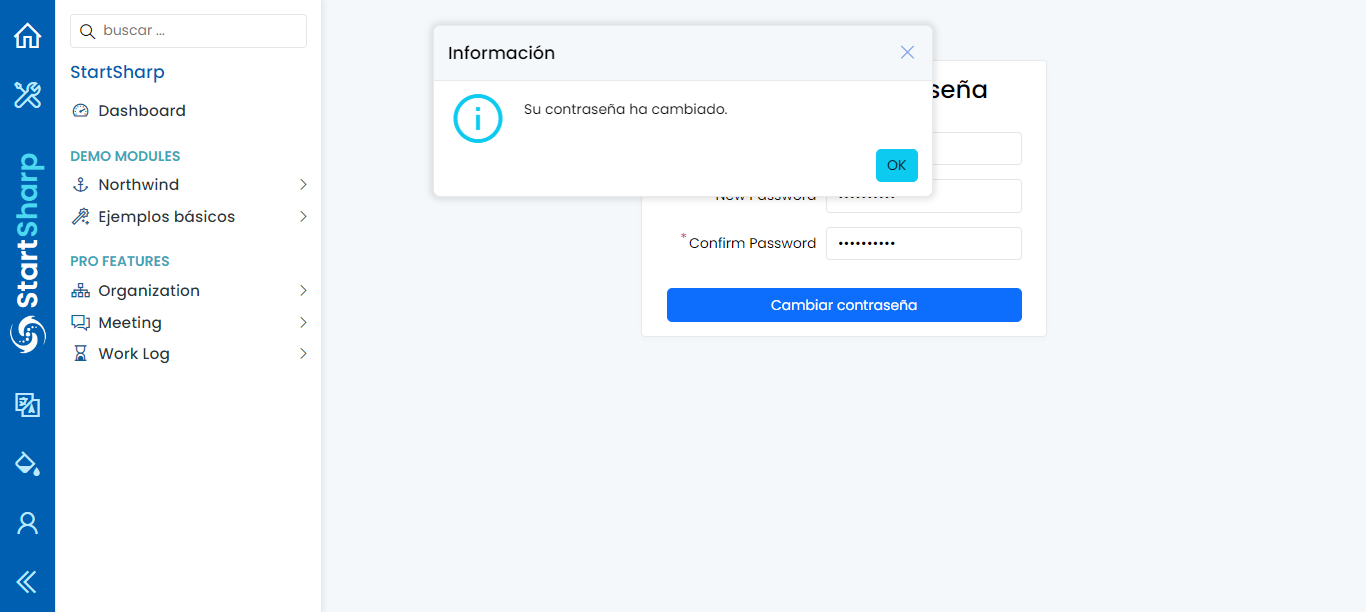 buscar ...
StartSharp
Dashboard
DEMO MODULES
Northwind
Ejemplos básicos
PRO FEATURES
Organization
Meeting
Work Log
StartSharp
Información
Su contraseña ha cambiado.
OK
seña
New Password
* Confirm Password
Cambiar contraseña